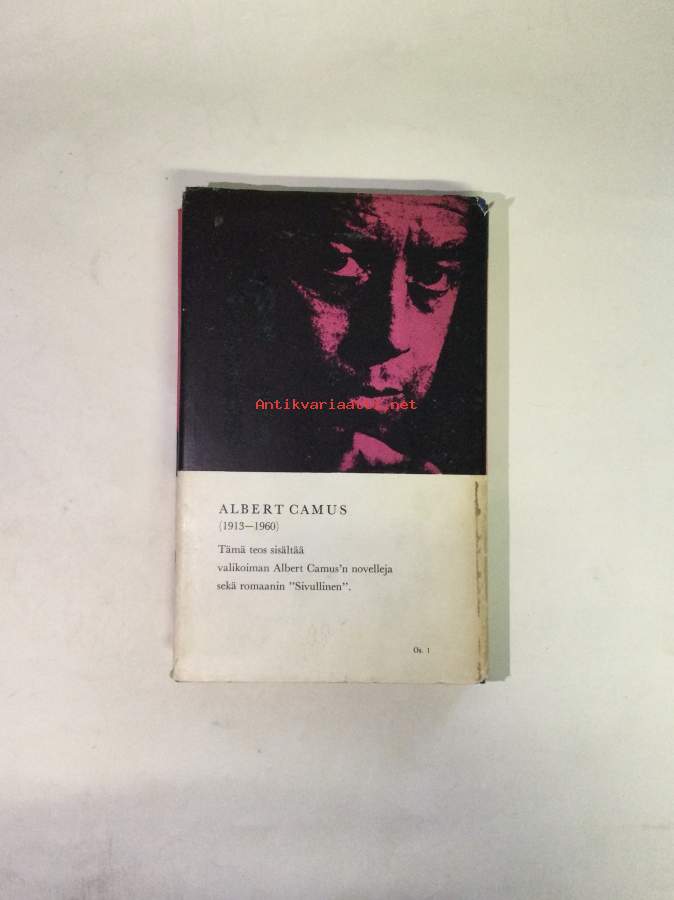 Antikvariaatti.net
ALBERT CAMUS
(1913—1960)
Tämä teos sisältää
valikoiman Albert Camus'n novelleja
sekä romaanin "Sivullinen".
Os. 1